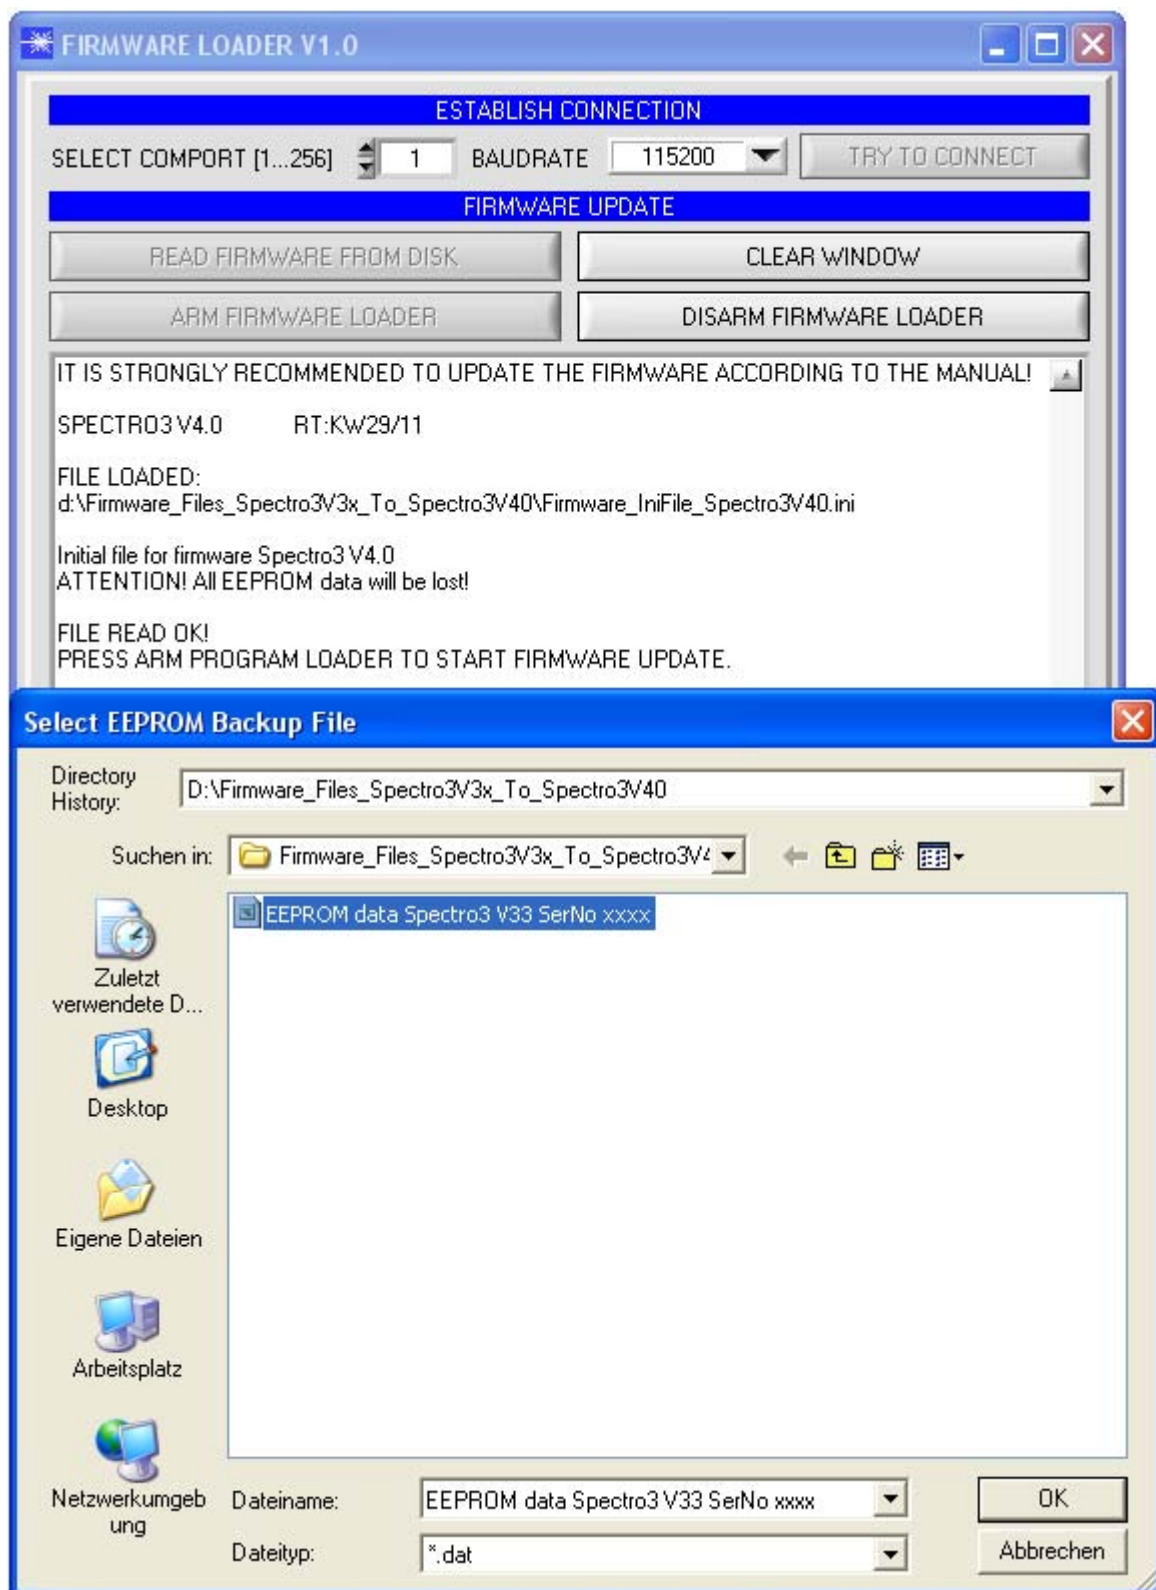 FIRMWARE LOADER V1.0
ESTABLISH CONNECTION
SELECT COMPORT [1...256] 1 BAUDRATE 115200 TRY TO CONNECT
FIRMWARE UPDATE
READ FIRMWARE FROM DISK CLEAR WINDOW
ARM FIRMWARE LOADER DISARM FIRMWARE LOADER
IT IS STRONGLY RECOMMENDED TO UPDATE THE FIRMWARE ACCORDING TO THE MANUAL!
SPECTRO3 V4.0 RT:KW29/11
FILE LOADED:
d:\Firmware_Files_Spectro3V3x_To_Spectro3V40\Firmware_IniFile_Spectro3V40.ini
Initial file for firmware Spectro3 V4.0
ATTENTION! All EEPROM data will be lost!
FILE READ OK!
PRESS ARM PROGRAM LOADER TO START FIRMWARE UPDATE.
Select EEPROM Backup File
Directory
History:
D:\Firmware_Files_Spectro3V3x_To_Spectro3V40
Suchen in: Firmware_Files_Spectro3V3x_To_Spectro3V4
EEPROM data Spectro3 V33 SerNo xxxx
Zuletzt
verwendete D...
Desktop
Eigene Dateien
Arbeitsplatz
Netzwerkumgeb
ung
Dateiname: EEPROM data Spectro3 V33 SerNo xxxx OK
Dateityp: *.dat Abbrechen